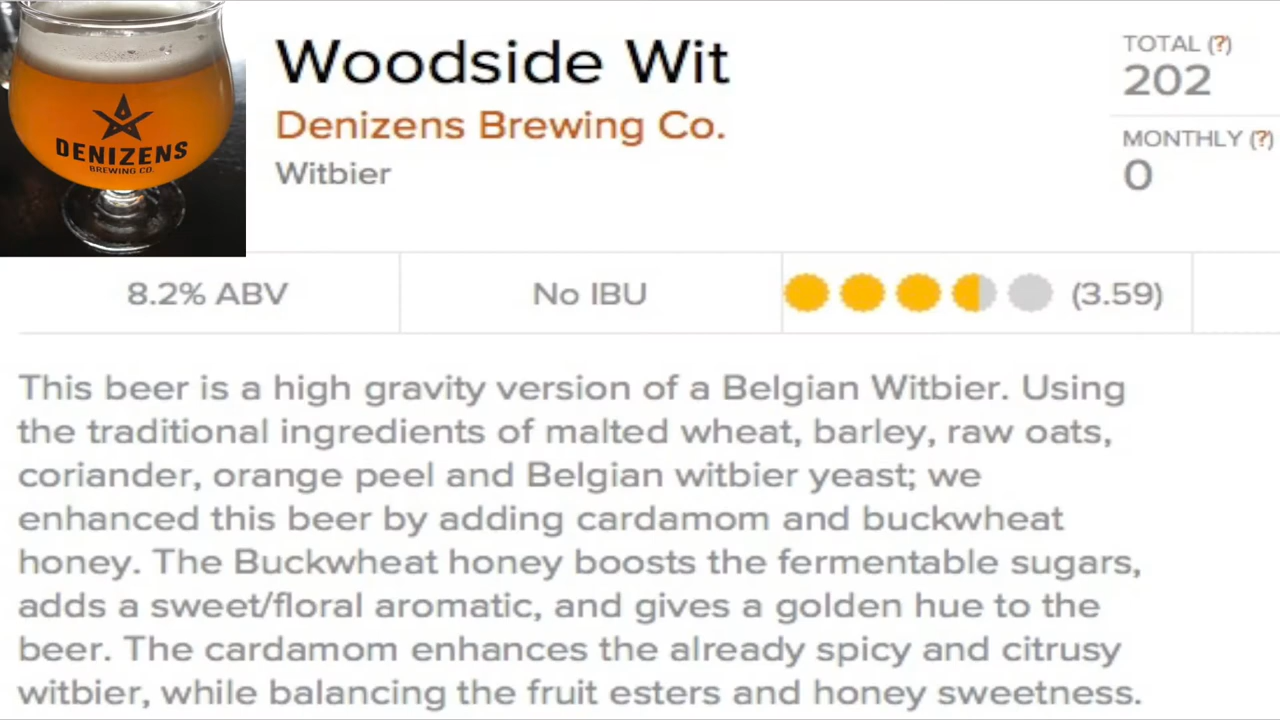 DENIZENS
BREWING CO.
Woodside Wit
Denizens Brewing Co.
Witbier
TOTAL (?)
202
MONTHLY (?)
0
8.2% ABV
No IBU
(3.59)
This beer is a high gravity version of a Belgian Witbier. Using
the traditional ingredients of malted wheat, barley, raw oats,
coriander, orange peel and Belgian witbier yeast; we
enhanced this beer by adding cardamom and buckwheat
honey. The Buckwheat honey boosts the fermentable sugars,
adds a sweet/floral aromatic, and gives a golden hue to the
beer. The cardamom enhances the already spicy and citrusy
witbier, while balancing the fruit esters and honey sweetness.